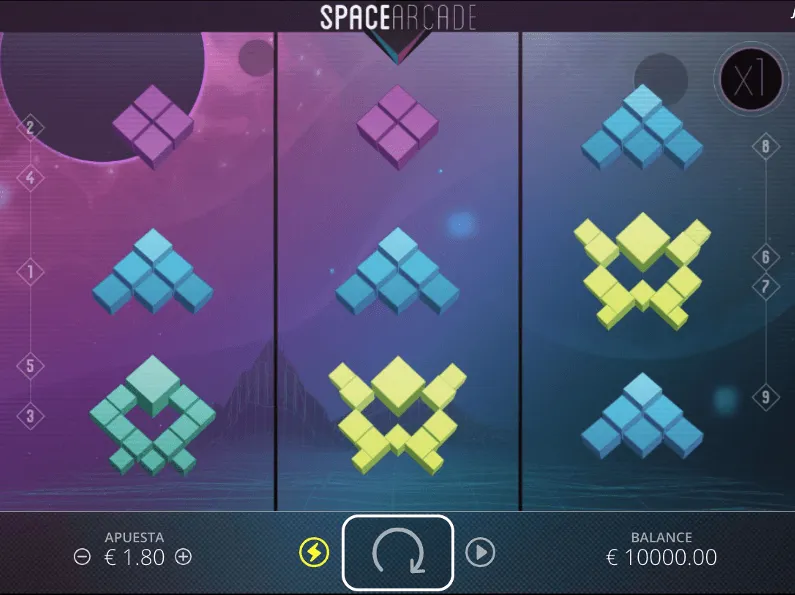 SPACEARCADE
X1
2
4
1
5
3
8
6
7
9
APUESTA
€ 1.80
BALANCE
€ 10000.00